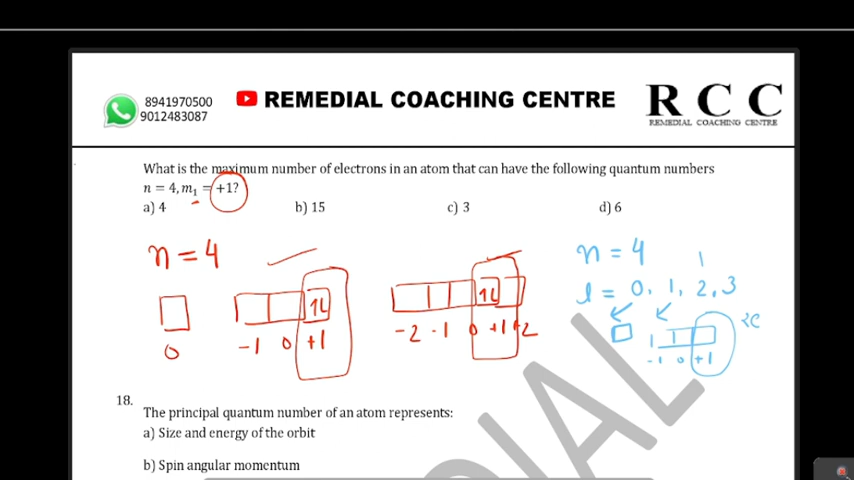 8941970500
9012483087
REMEDIAL COACHING CENTRE
RCC
REMEDIAL COACHING CENTRE
What is the maximum number of electrons in an atom that can have the following quantum numbers
n = 4, m₁ = +1?
a) 4 b) 15 c) 3 d) 6
n = 4
0
-1 0 +1
-2 -1 0 +1 +2
n = 4
1
l = 0, 1, 2, 3
-1 0 +1
2e
18.
The principal quantum number of an atom represents:
a) Size and energy of the orbit
b) Spin angular momentum